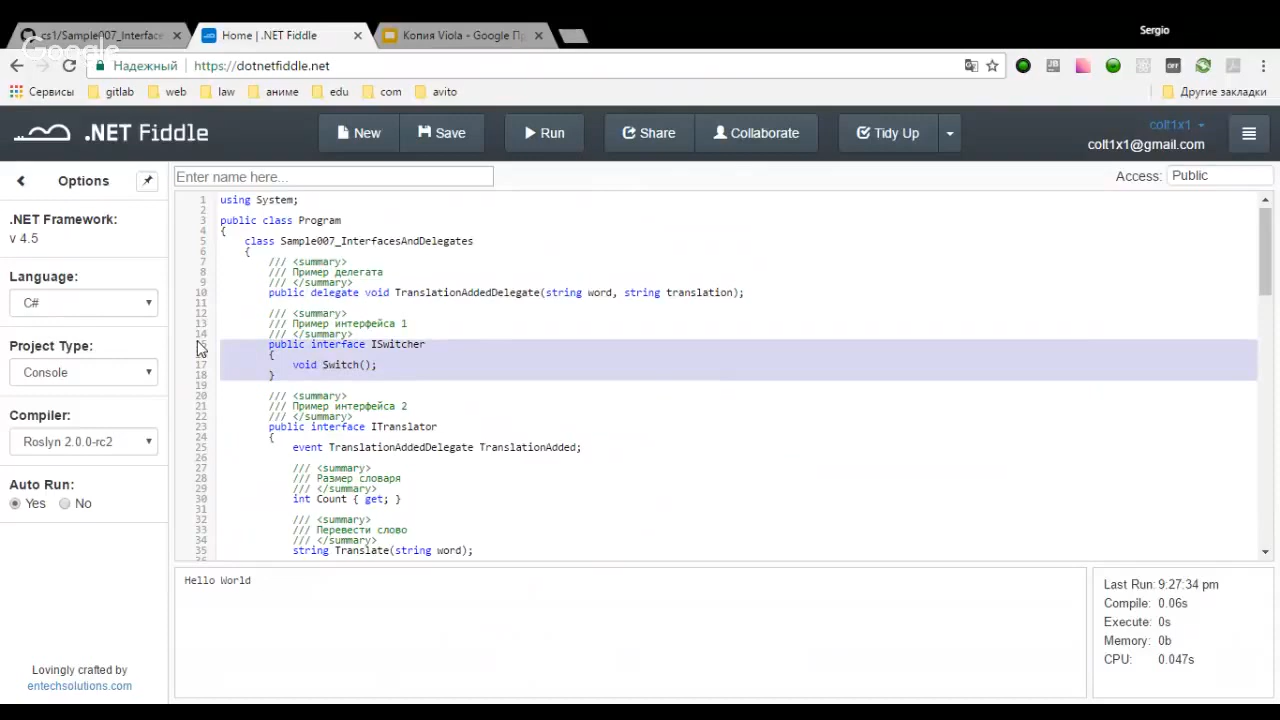 Sergio
cs1/Sample007_Interface
Home | .NET Fiddle
Копия Viola - Google Пр
Google
Надежный
https://dotnetfiddle.net
JB
OFF
Сервисы
gitlab
web
law
аниме
edu
com
avito
Другие закладки
.NET Fiddle
New
Save
Run
Share
Collaborate
Tidy Up
colt1x1
colt1x1@gmail.com
Options
Enter name here...
Access:
Public
.NET Framework:
v 4.5
Language:
C#
Project Type:
Console
Compiler:
Roslyn 2.0.0-rc2
Auto Run:
Yes
No
Lovingly crafted by
entechsolutions.com
1 using System;
2
3 public class Program
4 {
5 class Sample007_InterfacesAndDelegates
6 {
7 /// <summary>
8 /// Пример делегата
9 /// </summary>
10 public delegate void TranslationAddedDelegate(string word, string translation);
11
12 /// <summary>
13 /// Пример интерфейса 1
14 /// </summary>
public interface ISwitcher
{
17 void Switch();
18 }
19
20 /// <summary>
21 /// Пример интерфейса 2
22 /// </summary>
23 public interface ITranslator
24 {
25 event TranslationAddedDelegate TranslationAdded;
26
27 /// <summary>
28 /// Размер словаря
29 /// </summary>
30 int Count { get; }
31
32 /// <summary>
33 /// Перевести слово
34 /// </summary>
35 string Translate(string word);
Hello World
Last Run: 9:27:34 pm
Compile: 0.06s
Execute: 0s
Memory: 0b
CPU: 0.047s